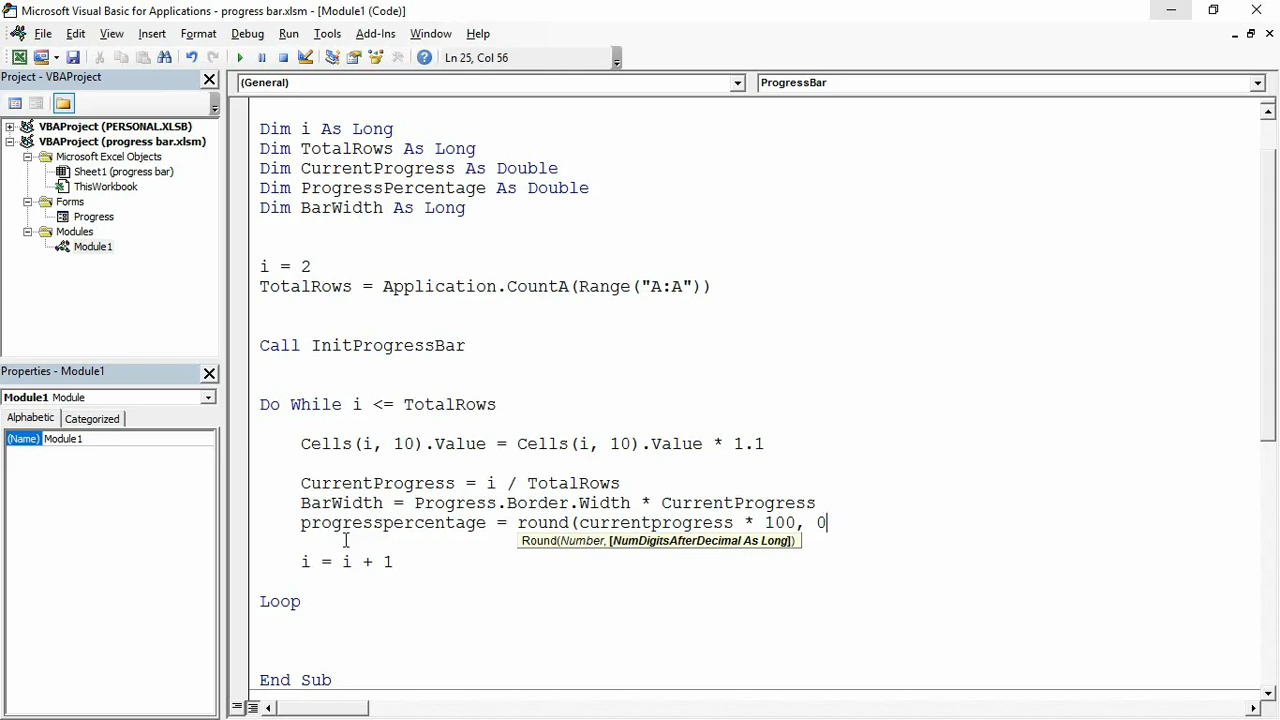 Microsoft Visual Basic for Applications - progress bar.xlsm - [Module1 (Code)]
File Edit View Insert Format Debug Run Tools Add-Ins Window Help
Ln 25, Col 56
Project - VBAProject
VBAProject (PERSONAL.XLSB)
VBAProject (progress bar.xlsm)
Microsoft Excel Objects
Sheet1 (progress bar)
ThisWorkbook
Forms
Progress
Modules
Module1
Properties - Module1
Module1 Module
Alphabetic Categorized
(Name) Module1
(General) ProgressBar
Dim i As Long
Dim TotalRows As Long
Dim CurrentProgress As Double
Dim ProgressPercentage As Double
Dim BarWidth As Long
i = 2
TotalRows = Application.CountA(Range("A:A"))
Call InitProgressBar
Do While i <= TotalRows
Cells(i, 10).Value = Cells(i, 10).Value * 1.1
CurrentProgress = i / TotalRows
BarWidth = Progress.Border.Width * CurrentProgress
progresspercentage = round(currentprogress * 100, 0
Round(Number, [NumDigitsAfterDecimal As Long])
i = i + 1
Loop
End Sub